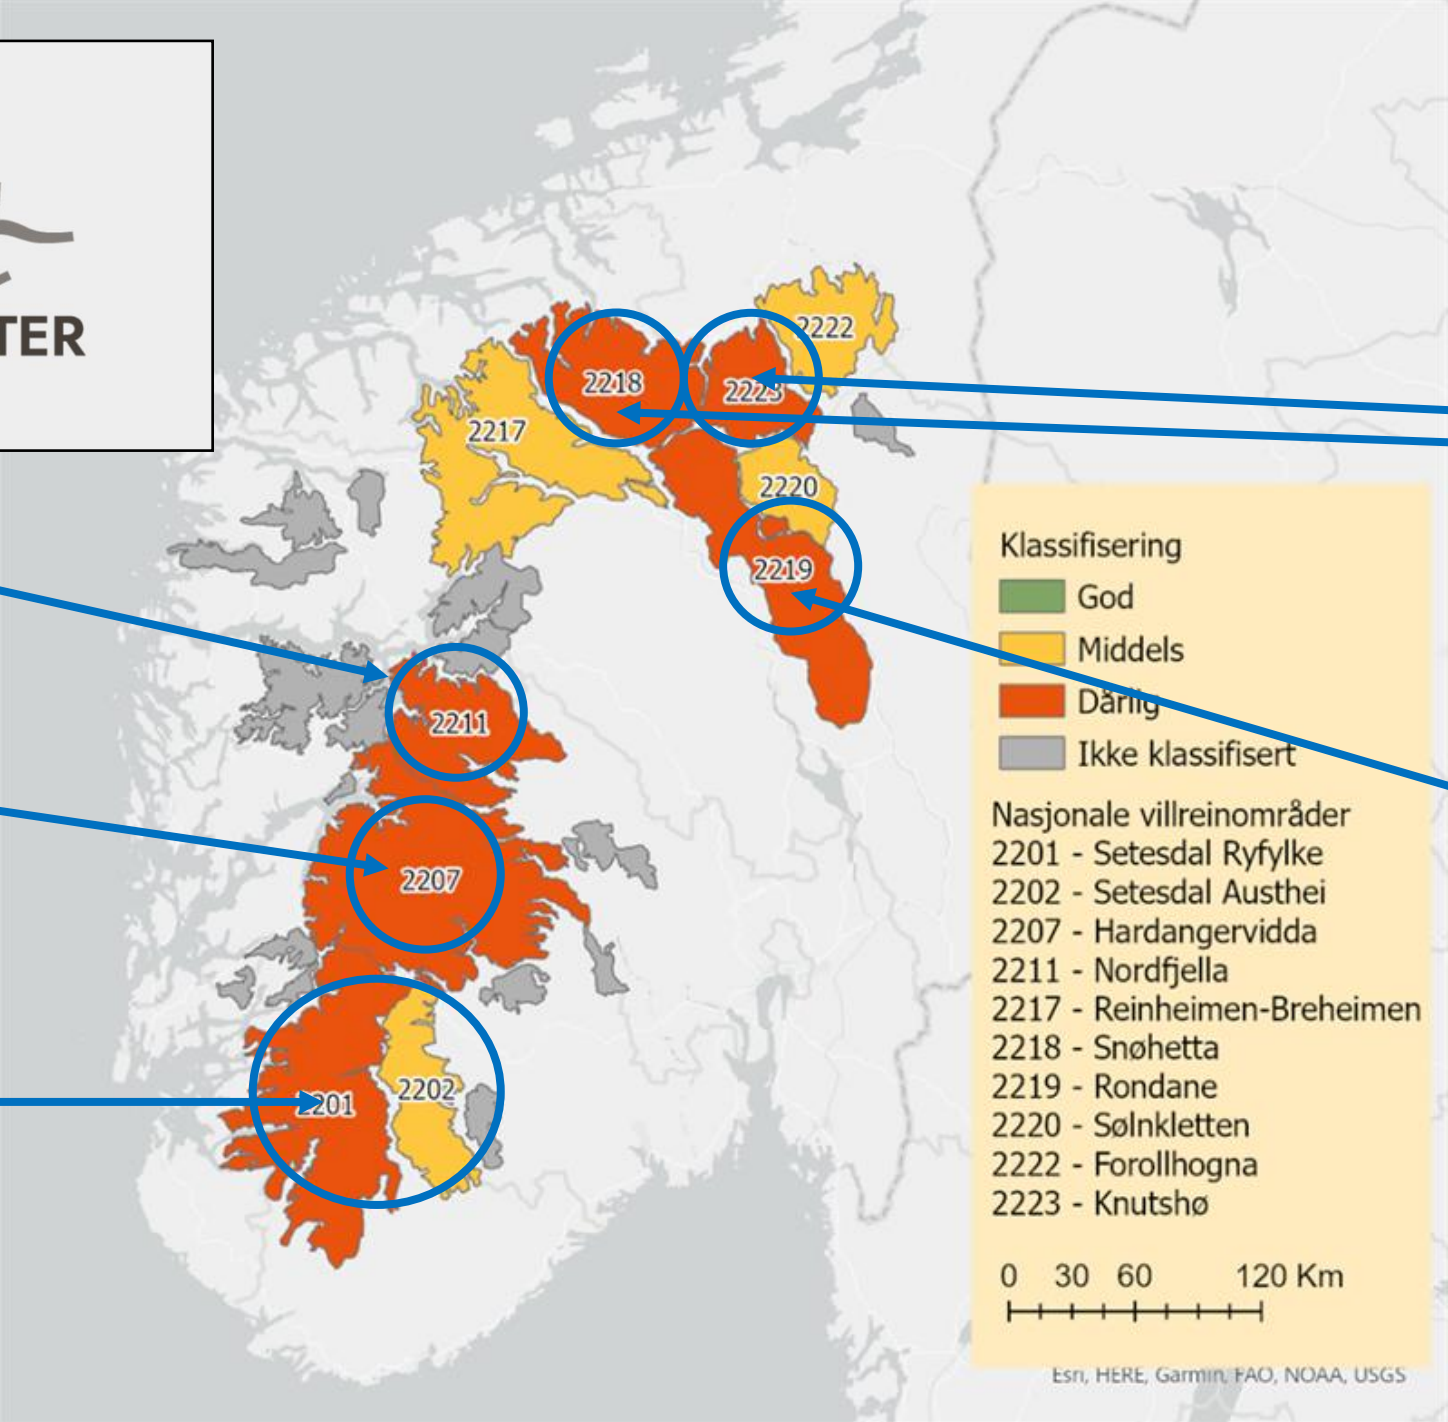 TER
2222
2218
2223
2217
2220
2219
2211
2207
2202
2201
Klassifisering
God
Middels
Dårlig
Ikke klassifisert
Nasjonale villreinområder
2201 - Setesdal Ryfylke
2202 - Setesdal Austhei
2207 - Hardangervidda
2211 - Nordfjella
2217 - Reinheimen-Breheimen
2218 - Snøhetta
2219 - Rondane
2220 - Sølnkletten
2222 - Forollhogna
2223 - Knutshø
0 30 60 120 Km
Esri, HERE, Garmin, FAO, NOAA, USGS